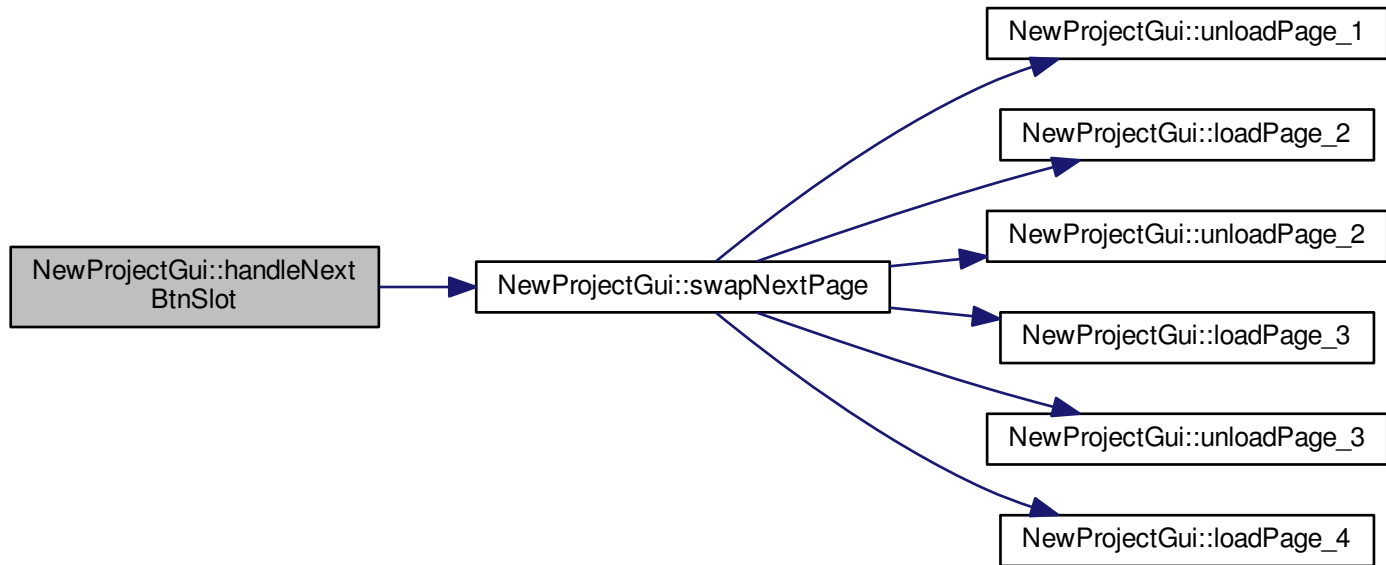 NewProjectGui::handleNext
BtnSlot
NewProjectGui::swapNextPage
NewProjectGui::unloadPage_1
NewProjectGui::loadPage_2
NewProjectGui::unloadPage_2
NewProjectGui::loadPage_3
NewProjectGui::unloadPage_3
NewProjectGui::loadPage_4